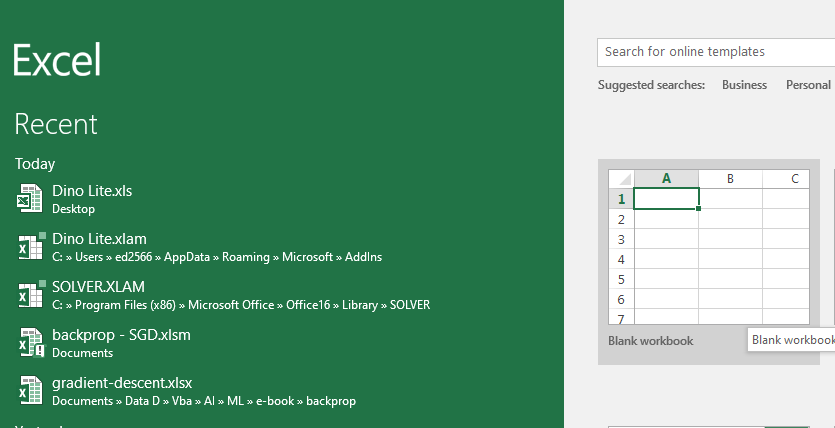 Excel
Recent
Today
Dino Lite.xls
Desktop
Dino Lite.xlam
C: » Users » ed2566 » AppData » Roaming » Microsoft » AddIns
SOLVER.XLAM
C: » Program Files (x86) » Microsoft Office » Office16 » Library » SOLVER
backprop - SGD.xlsm
Documents
gradient-descent.xlsx
Documents » Data D » Vba » AI » ML » e-book » backprop
Search for online templates
Suggested searches: Business Personal
A B C
1
2
3
4
5
6
7
Blank workbook
Blank workbook